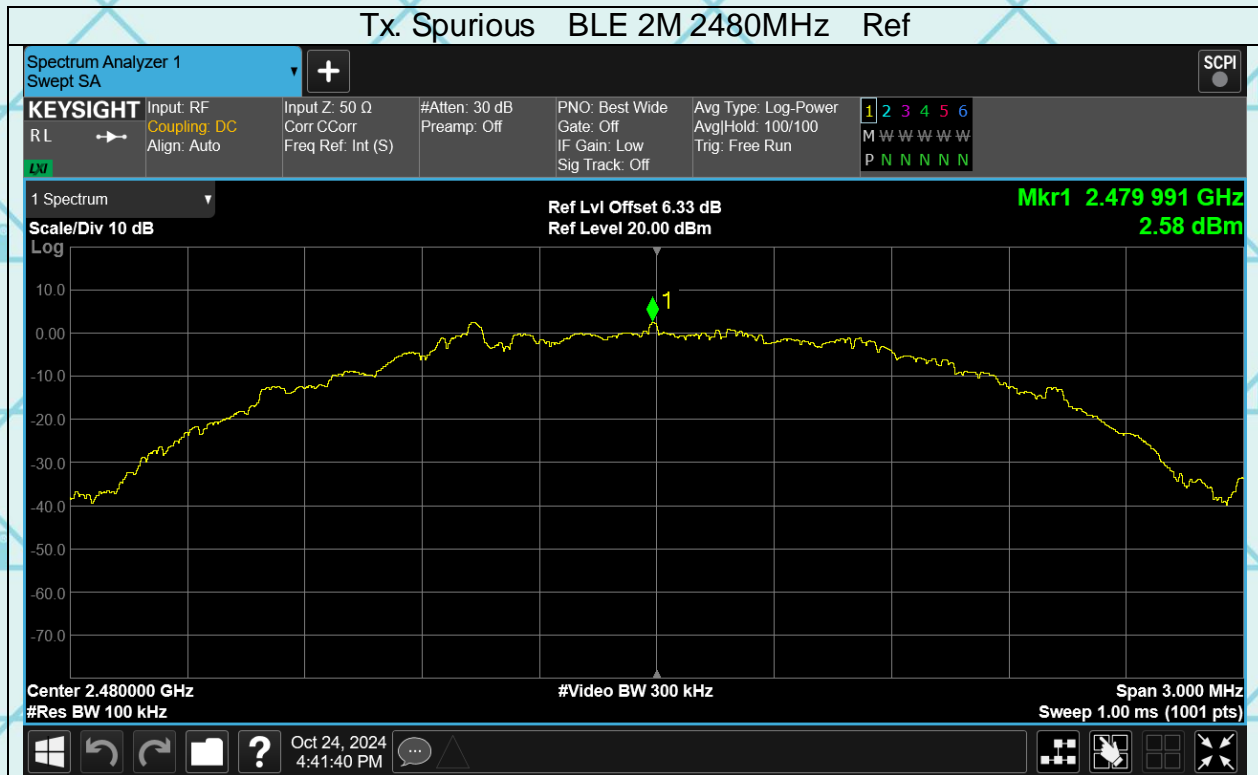 Tx. Spurious BLE 2M 2480MHz Ref
Spectrum Analyzer 1
Swept SA
SCPI
KEYSIGHT
R L
LXI
Input: RF
Coupling: DC
Align: Auto
Input Z: 50 Ω
Corr CCorr
Freq Ref: Int (S)
#Atten: 30 dB
Preamp: Off
PNO: Best Wide
Gate: Off
IF Gain: Low
Sig Track: Off
Avg Type: Log-Power
Avg|Hold: 100/100
Trig: Free Run
1 2 3 4 5 6
M W W W W W
P N N N N N
1 Spectrum
Scale/Div 10 dB
Log
Ref Lvl Offset 6.33 dB
Ref Level 20.00 dBm
Mkr1 2.479 991 GHz
2.58 dBm
1
10.0
0.00
-10.0
-20.0
-30.0
-40.0
-50.0
-60.0
-70.0
Center 2.480000 GHz
#Res BW 100 kHz
#Video BW 300 kHz
Span 3.000 MHz
Sweep 1.00 ms (1001 pts)
?
Oct 24, 2024
4:41:40 PM